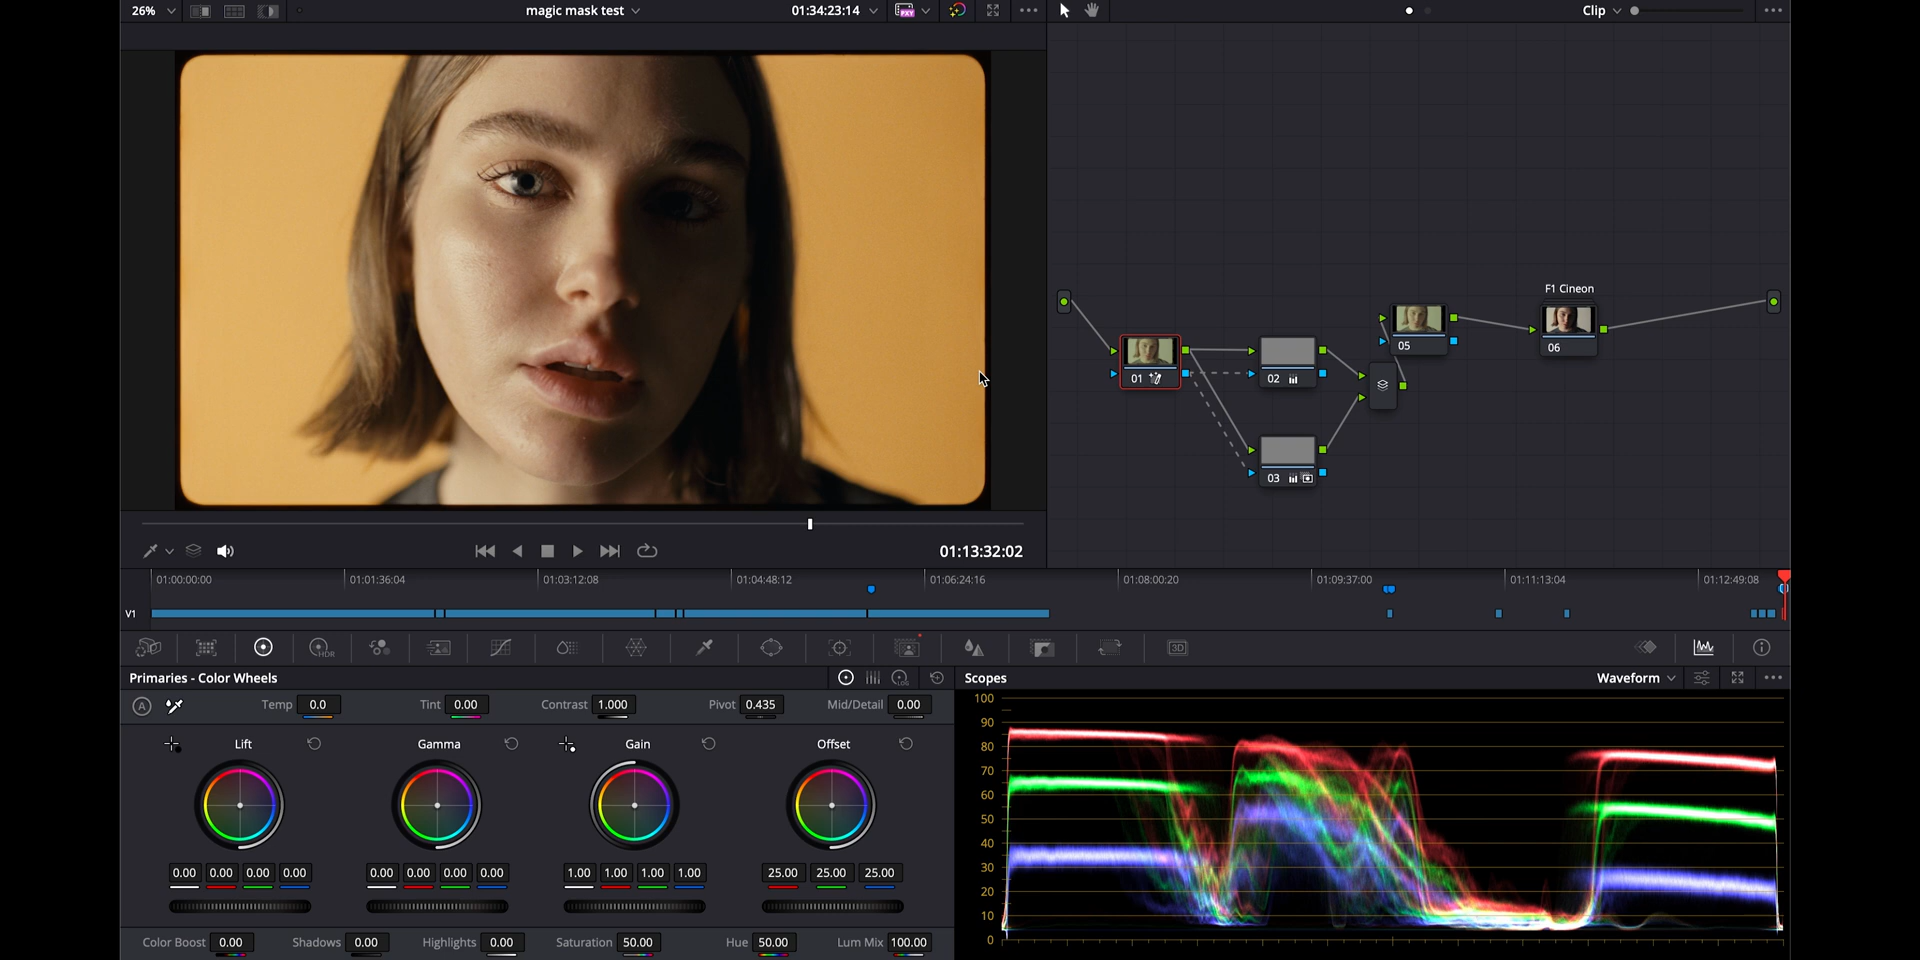 26%
magic mask test
01:34:23:14
PXY
Clip
F1 Cineon
01
02
03
05
06
01:13:32:02
01:00:00:00 01:01:36:04 01:03:12:08 01:04:48:12 01:06:24:16 01:08:00:20 01:09:37:00 01:11:13:04 01:12:49:08
V1
HDR
3D
Primaries - Color Wheels
LOG
Scopes
Waveform
A
Temp 0.0 Tint 0.00 Contrast 1.000 Pivot 0.435 Mid/Detail 0.00
Lift Gamma Gain Offset
0.00 0.00 0.00 0.00 0.00 0.00 0.00 0.00 1.00 1.00 1.00 1.00 25.00 25.00 25.00
Color Boost 0.00 Shadows 0.00 Highlights 0.00 Saturation 50.00 Hue 50.00 Lum Mix 100.00
100
90
80
70
60
50
40
30
20
10
0